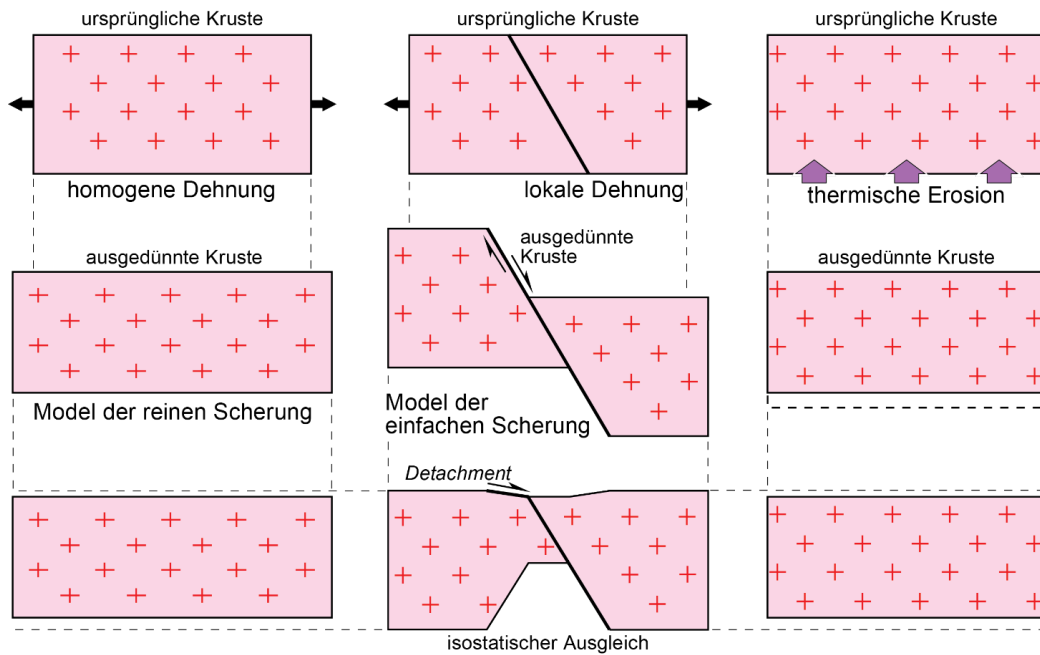 ursprüngliche Kruste
ursprüngliche Kruste
ursprüngliche Kruste
homogene Dehnung
lokale Dehnung
thermische Erosion
ausgedünnte Kruste
ausgedünnte
Kruste
ausgedünnte Kruste
Model der reinen Scherung
Model der
einfachen Scherung
Detachment
isostatischer Ausgleich